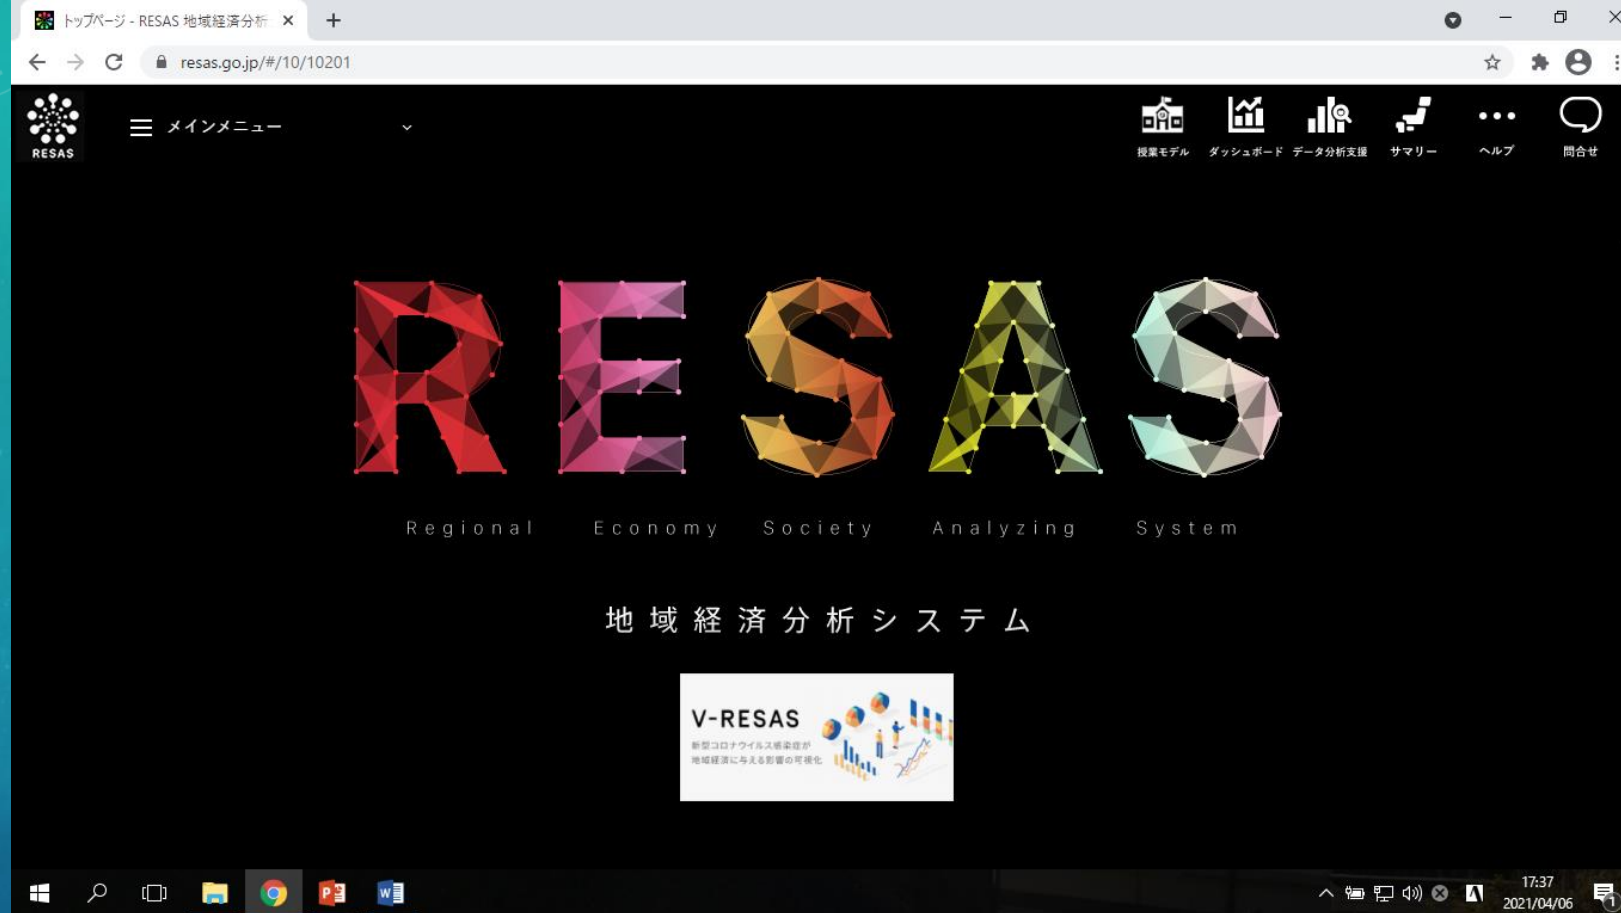 トップページ - RESAS 地域経済分析
resas.go.jp/#/10/10201
RESAS
メインメニュー
授業モデル
ダッシュボード
データ分析支援
サマリー
ヘルプ
問合せ
RESAS
Regional Economy Society Analyzing System
地域経済分析システム
V-RESAS
新型コロナウイルス感染症が
地域経済に与える影響の可視化
17:37
2021/04/06
1